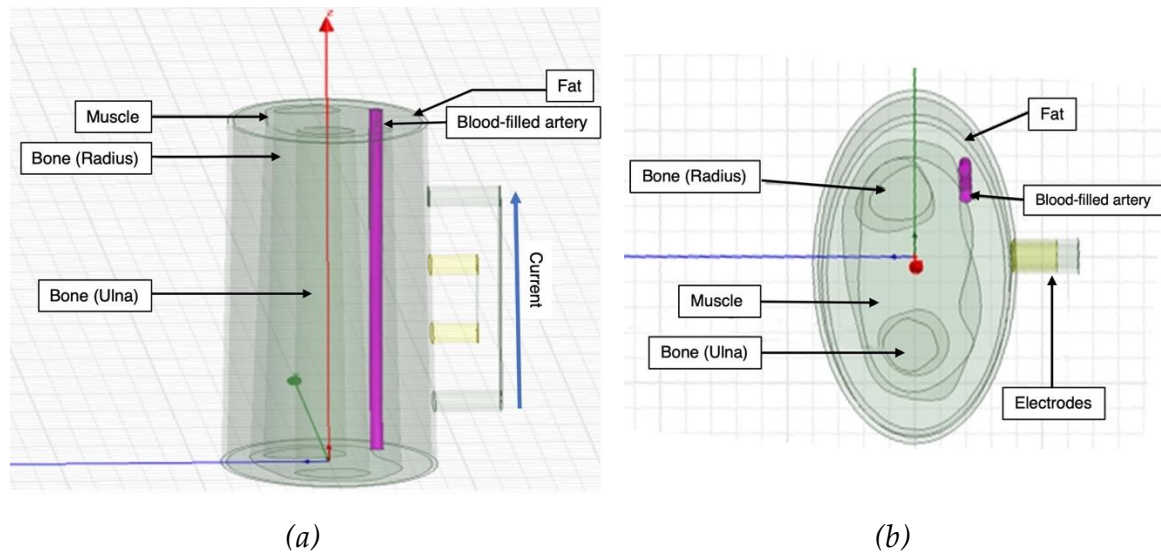 z
Fat
Muscle
Blood-filled artery
Bone (Radius)
Current
Bone (Ulna)
(a)
Fat
Bone (Radius)
Blood-filled artery
Muscle
Bone (Ulna)
Electrodes
(b)